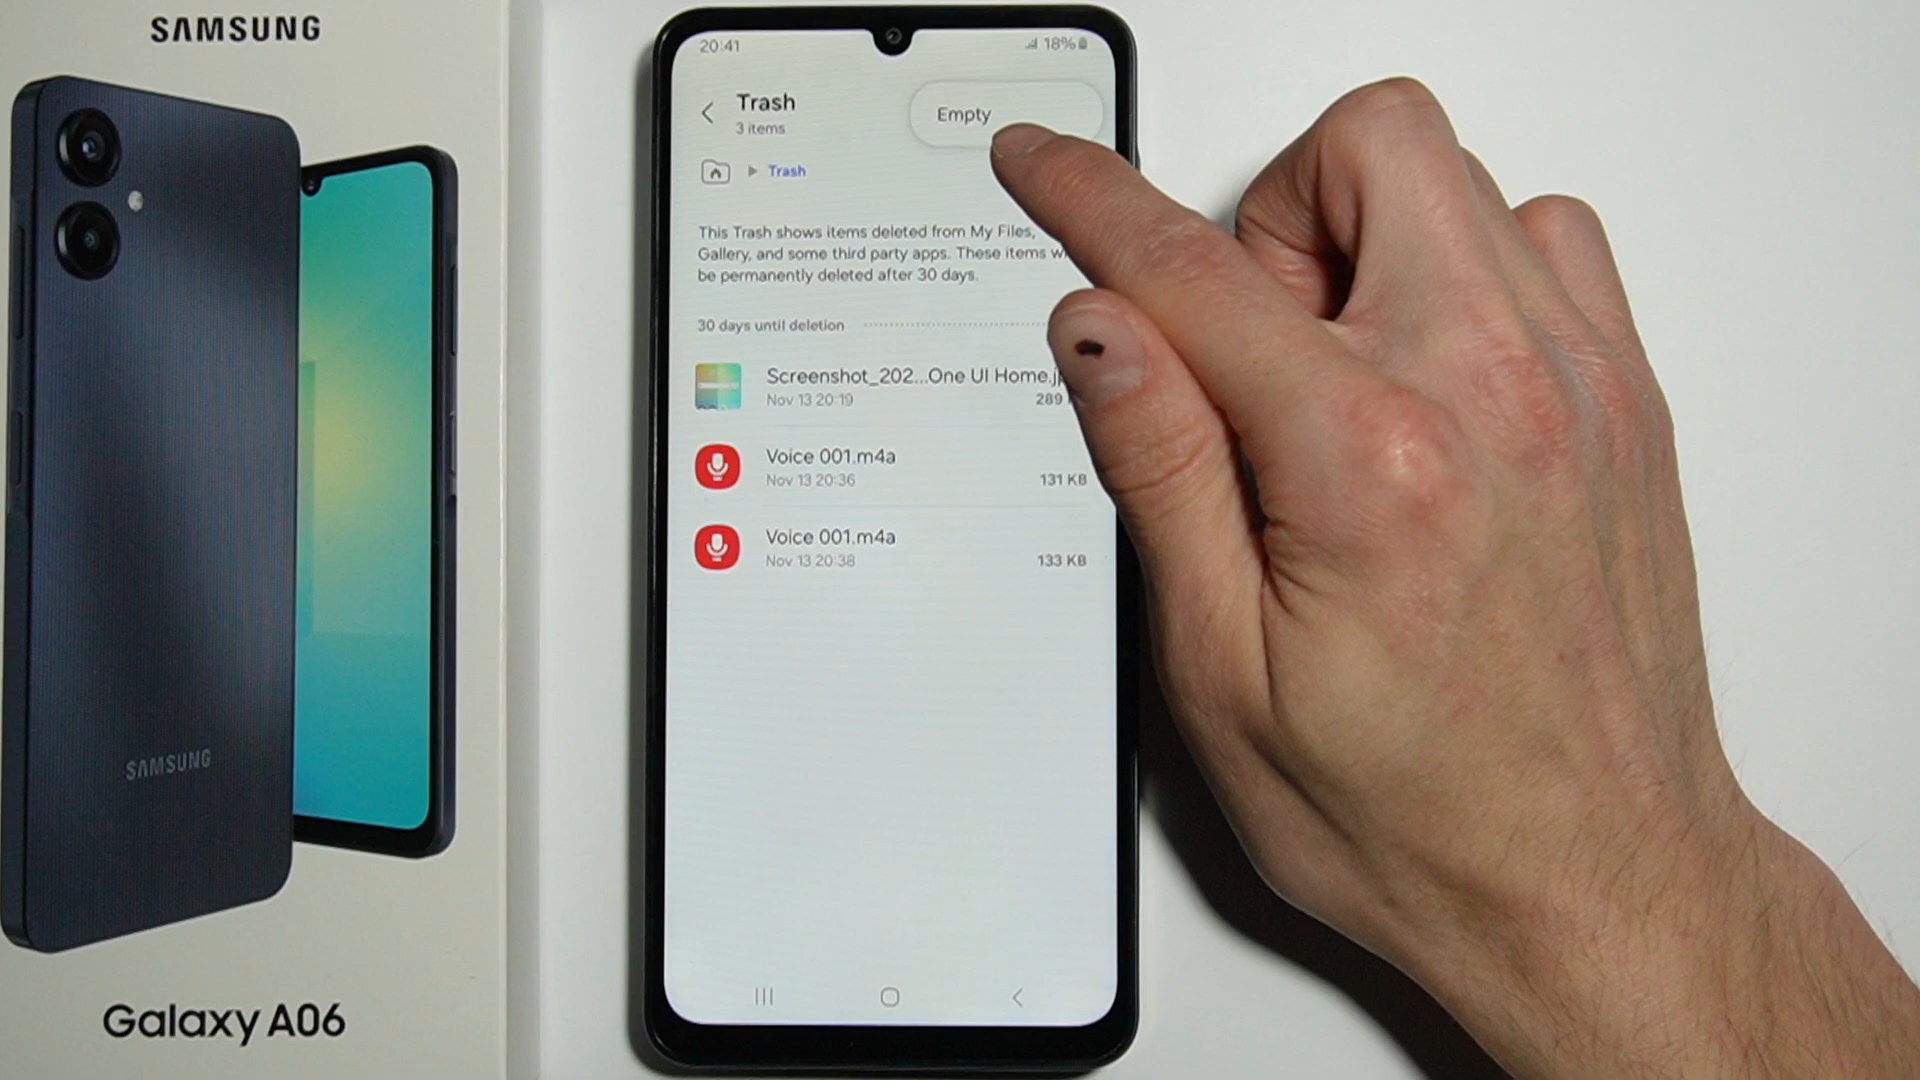 SAMSUNG
SAMSUNG
Galaxy A06
20:41
18%
Trash
3 items
Empty
Trash
This Trash shows items deleted from My Files,
Gallery, and some third party apps. These items
be permanently deleted after 30 days.
30 days until deletion
Screenshot_202...One UI Home.j
Nov 13 20:19
289
Voice 001.m4a
Nov 13 20:36
131 KB
Voice 001.m4a
Nov 13 20:38
133 KB